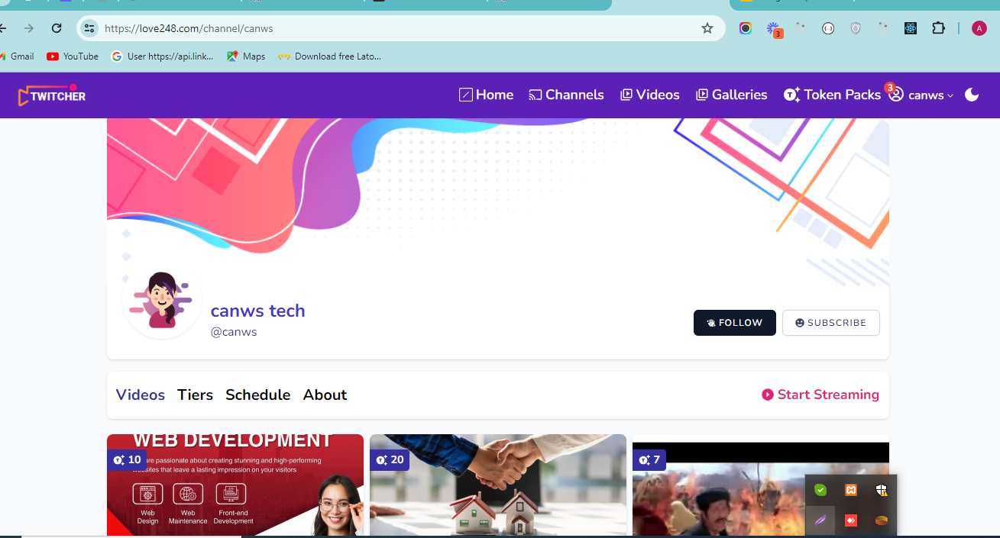 https://love248.com/channel/canws
3
A
Gmail
YouTube
User https://api.link...
Maps
Download free Lato...
TWITCHER
Home
Channels
Videos
Galleries
Token Packs
3
canws
canws tech
@canws
FOLLOW
SUBSCRIBE
Videos
Tiers
Schedule
About
Start Streaming
WEB DEVELOPMENT
10
re passionate about creating stunning and high-performing
sites that leave a lasting impression on your visitors
Web
Design
Web
Maintenance
Front-end
Development
20
7